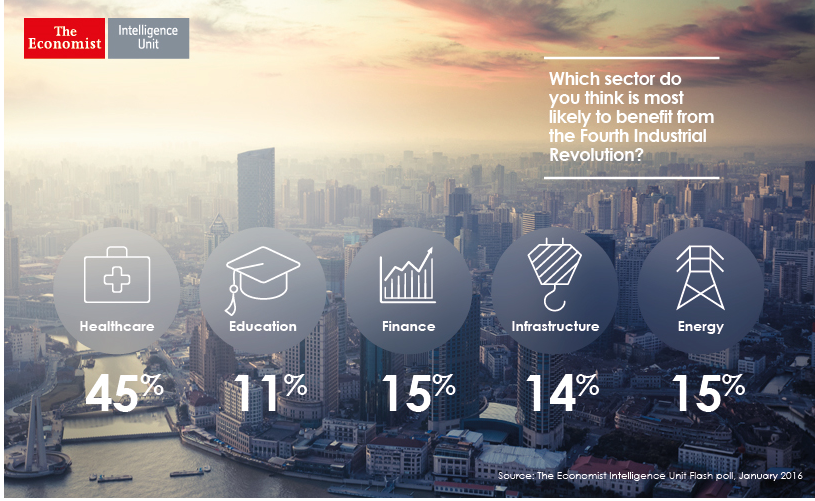 The
Economist
Intelligence
Unit
Which sector do
you think is most
likely to benefit from
the Fourth Industrial
Revolution?
Healthcare
Education
Finance
Infrastructure
Energy
45%
11%
15%
14%
15%
Source: The Economist Intelligence Unit Flash poll, January 2016